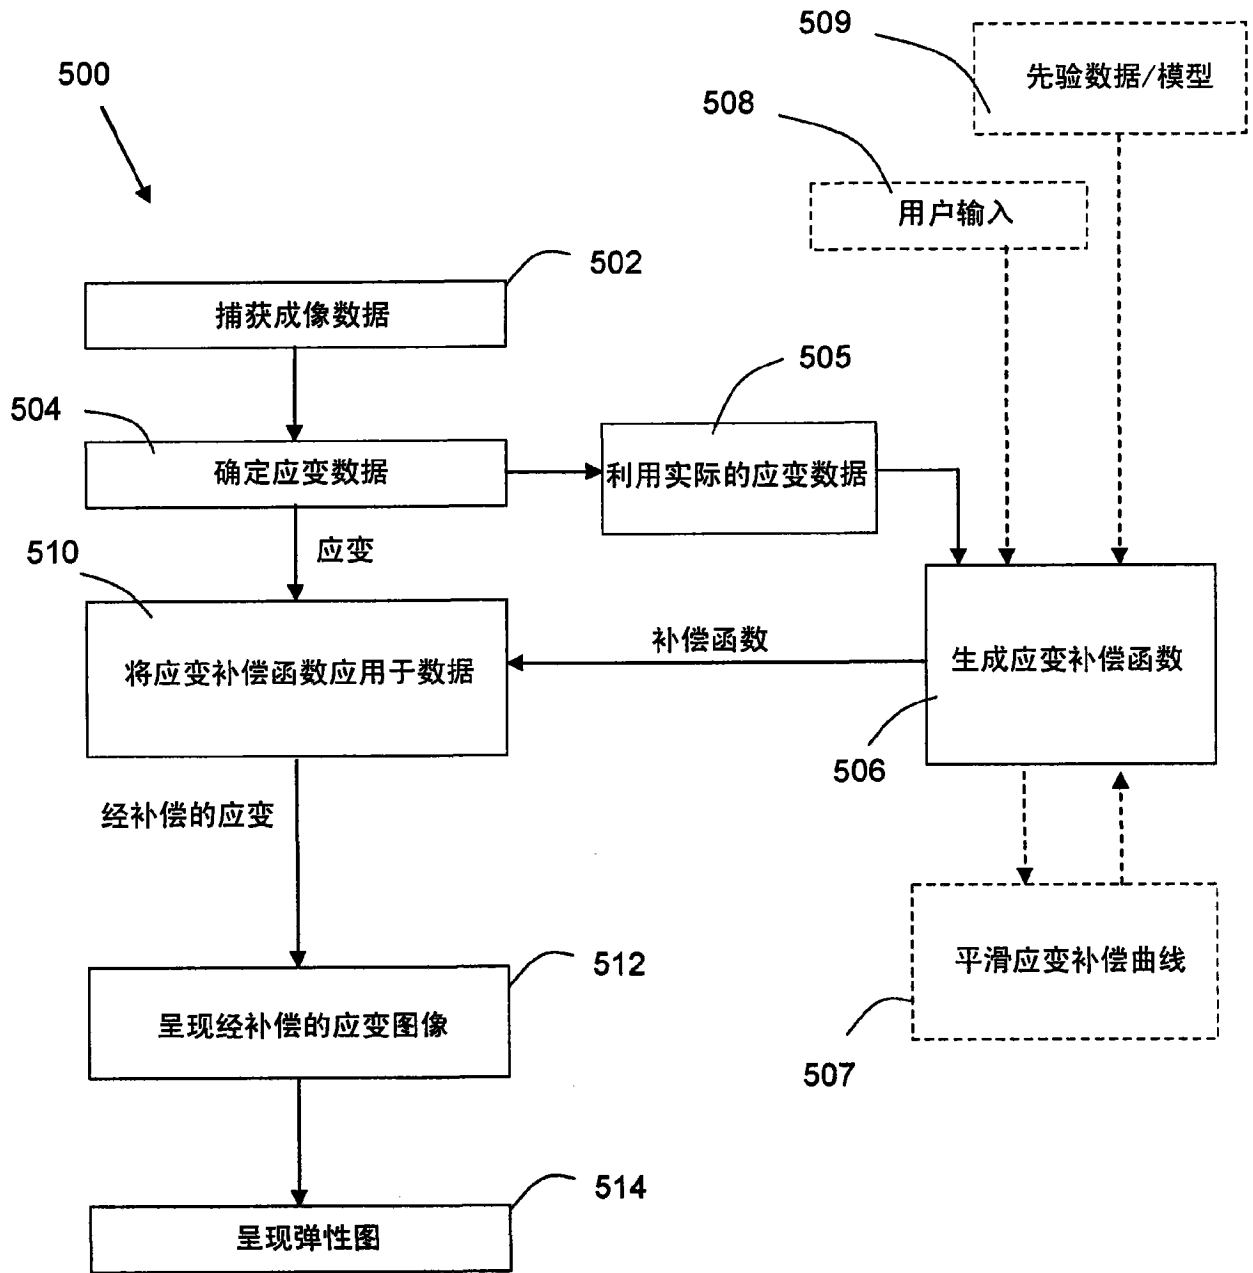 509
先验数据/模型
500
508
用户输入
502
捕获成像数据
505
504
确定应变数据
利用实际的应变数据
510
应变
补偿函数
将应变补偿函数应用于数据
生成应变补偿函数
506
经补偿的应变
512
平滑应变补偿曲线
呈现经补偿的应变图像
507
514
呈现弹性图